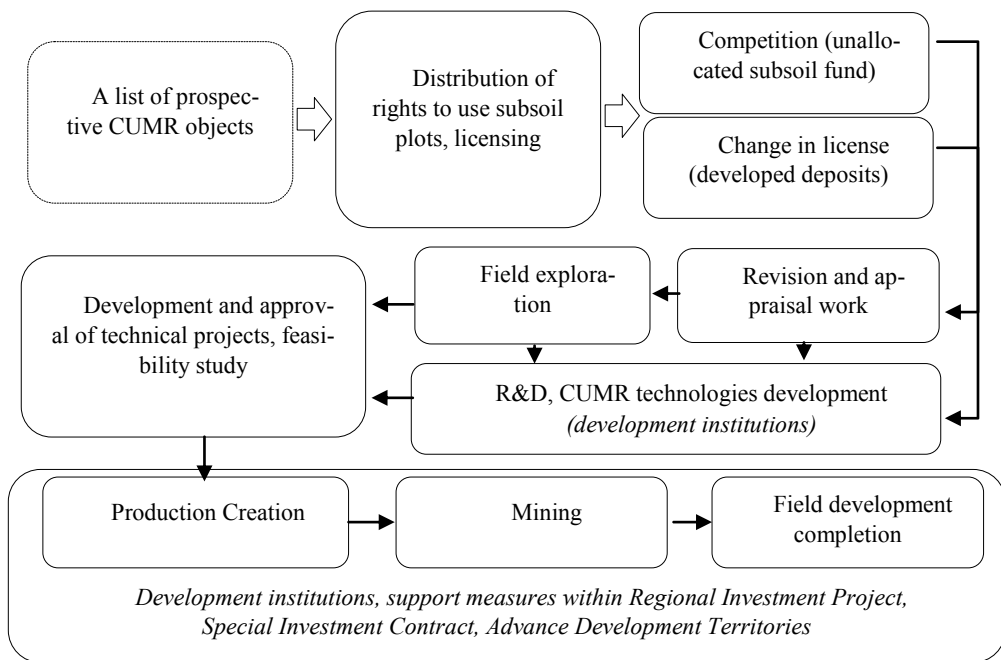 A list of prospec-
tive CUMR objects
Distribution of
rights to use subsoil
plots, licensing
Competition (unallo-
cated subsoil fund)
Change in license
(developed deposits)
Development and approv-
al of technical projects, feasi-
bility study
Field explora-
tion
Revision and ap-
praisal work
R&D, CUMR technologies development
(development institutions)
Production Creation
Mining
Field development
completion
Development institutions, support measures within Regional Investment Project,
Special Investment Contract, Advance Development Territories